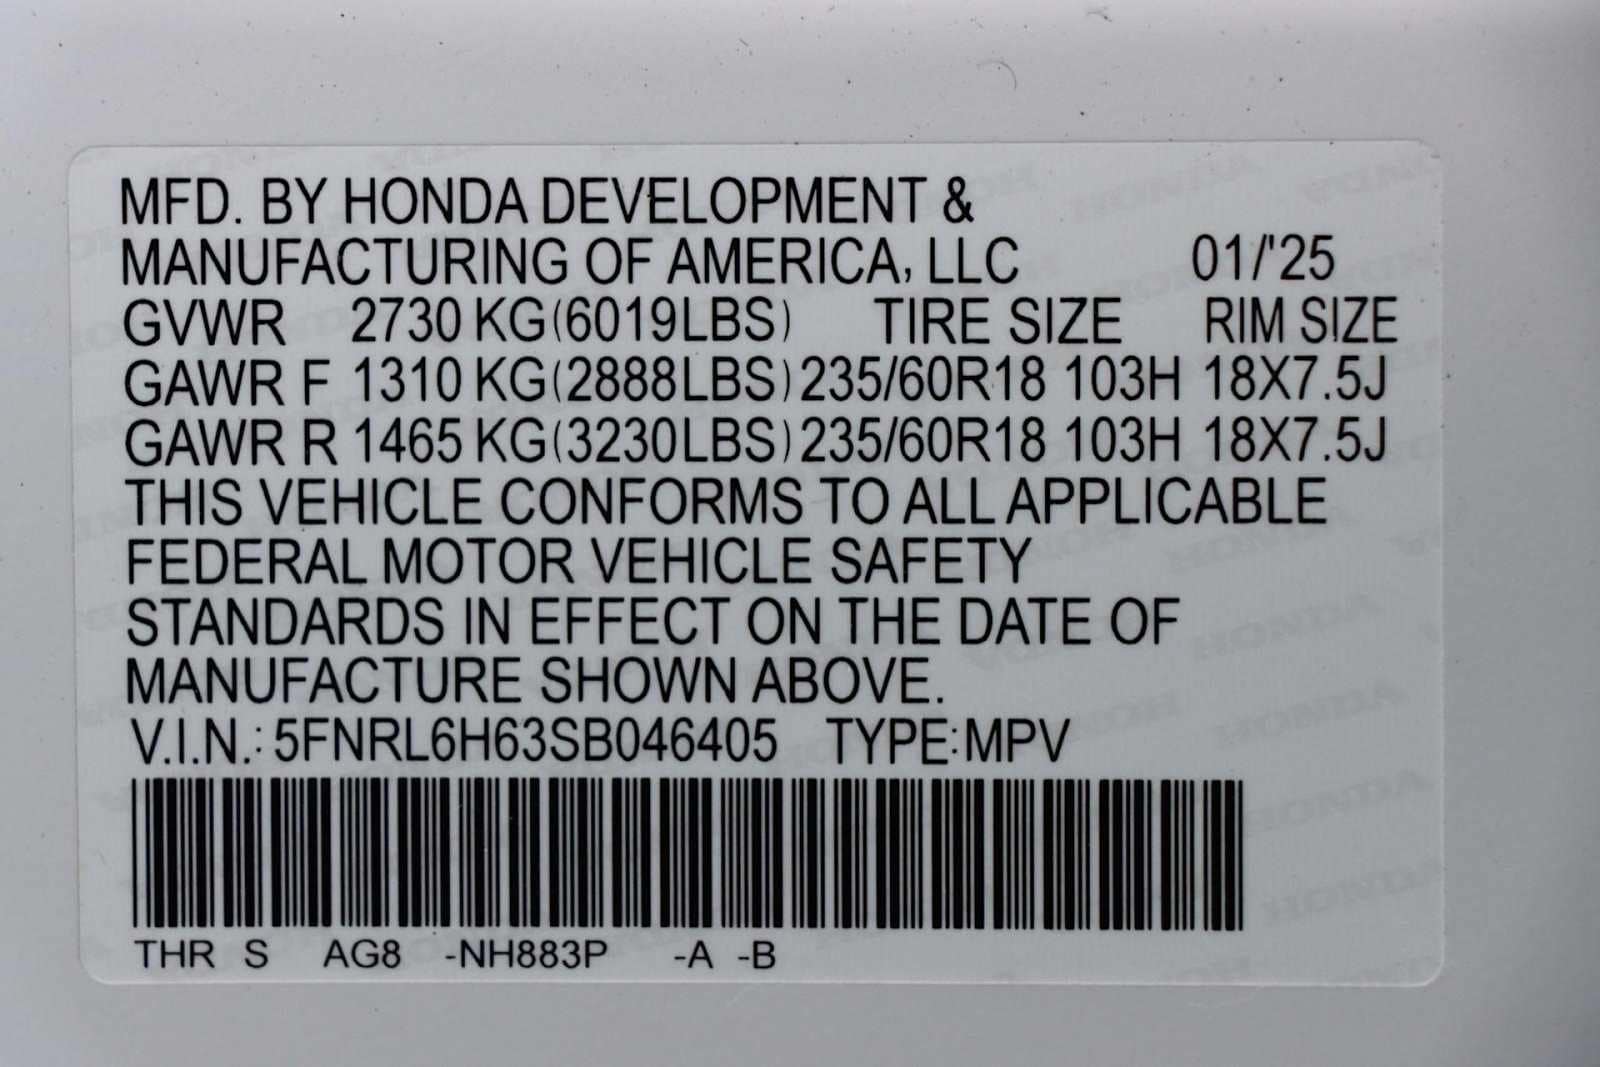 MFD. BY HONDA DEVELOPMENT &
MANUFACTURING OF AMERICA, LLC 01/'25
GVWR 2730 KG(6019LBS) TIRE SIZE RIM SIZE
GAWR F 1310 KG(2888LBS) 235/60R18 103H 18X7.5J
GAWR R 1465 KG(3230LBS) 235/60R18 103H 18X7.5J
THIS VEHICLE CONFORMS TO ALL APPLICABLE
FEDERAL MOTOR VEHICLE SAFETY
STANDARDS IN EFFECT ON THE DATE OF
MANUFACTURE SHOWN ABOVE.
V.I.N.: 5FNRL6H63SB046405 TYPE:MPV
THR S AG8 -NH883P -A -B